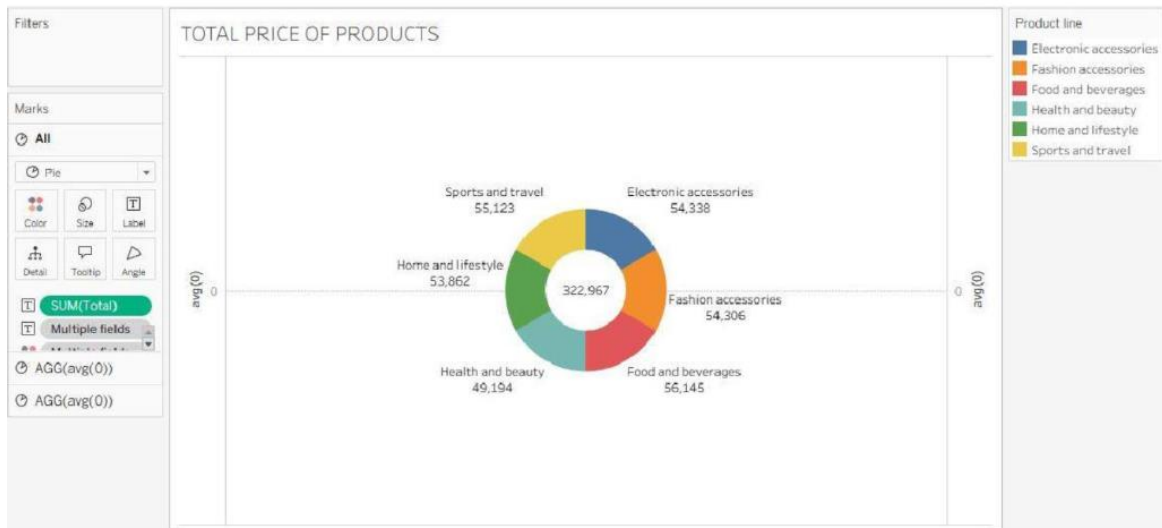 Filters
Marks
All
Pie
Color
Size
Label
Detail
Tooltip
Angle
SUM(Total)
Multiple fields
AGG(avg(0))
AGG(avg(0))
TOTAL PRICE OF PRODUCTS
avg(0)
0
Sports and travel
55,123
Electronic accessories
54,338
Home and lifestyle
53,862
322,967
Fashion accessories
54,306
Health and beauty
49,194
Food and beverages
56,145
0
avg(0)
Product line
Electronic accessories
Fashion accessories
Food and beverages
Health and beauty
Home and lifestyle
Sports and travel